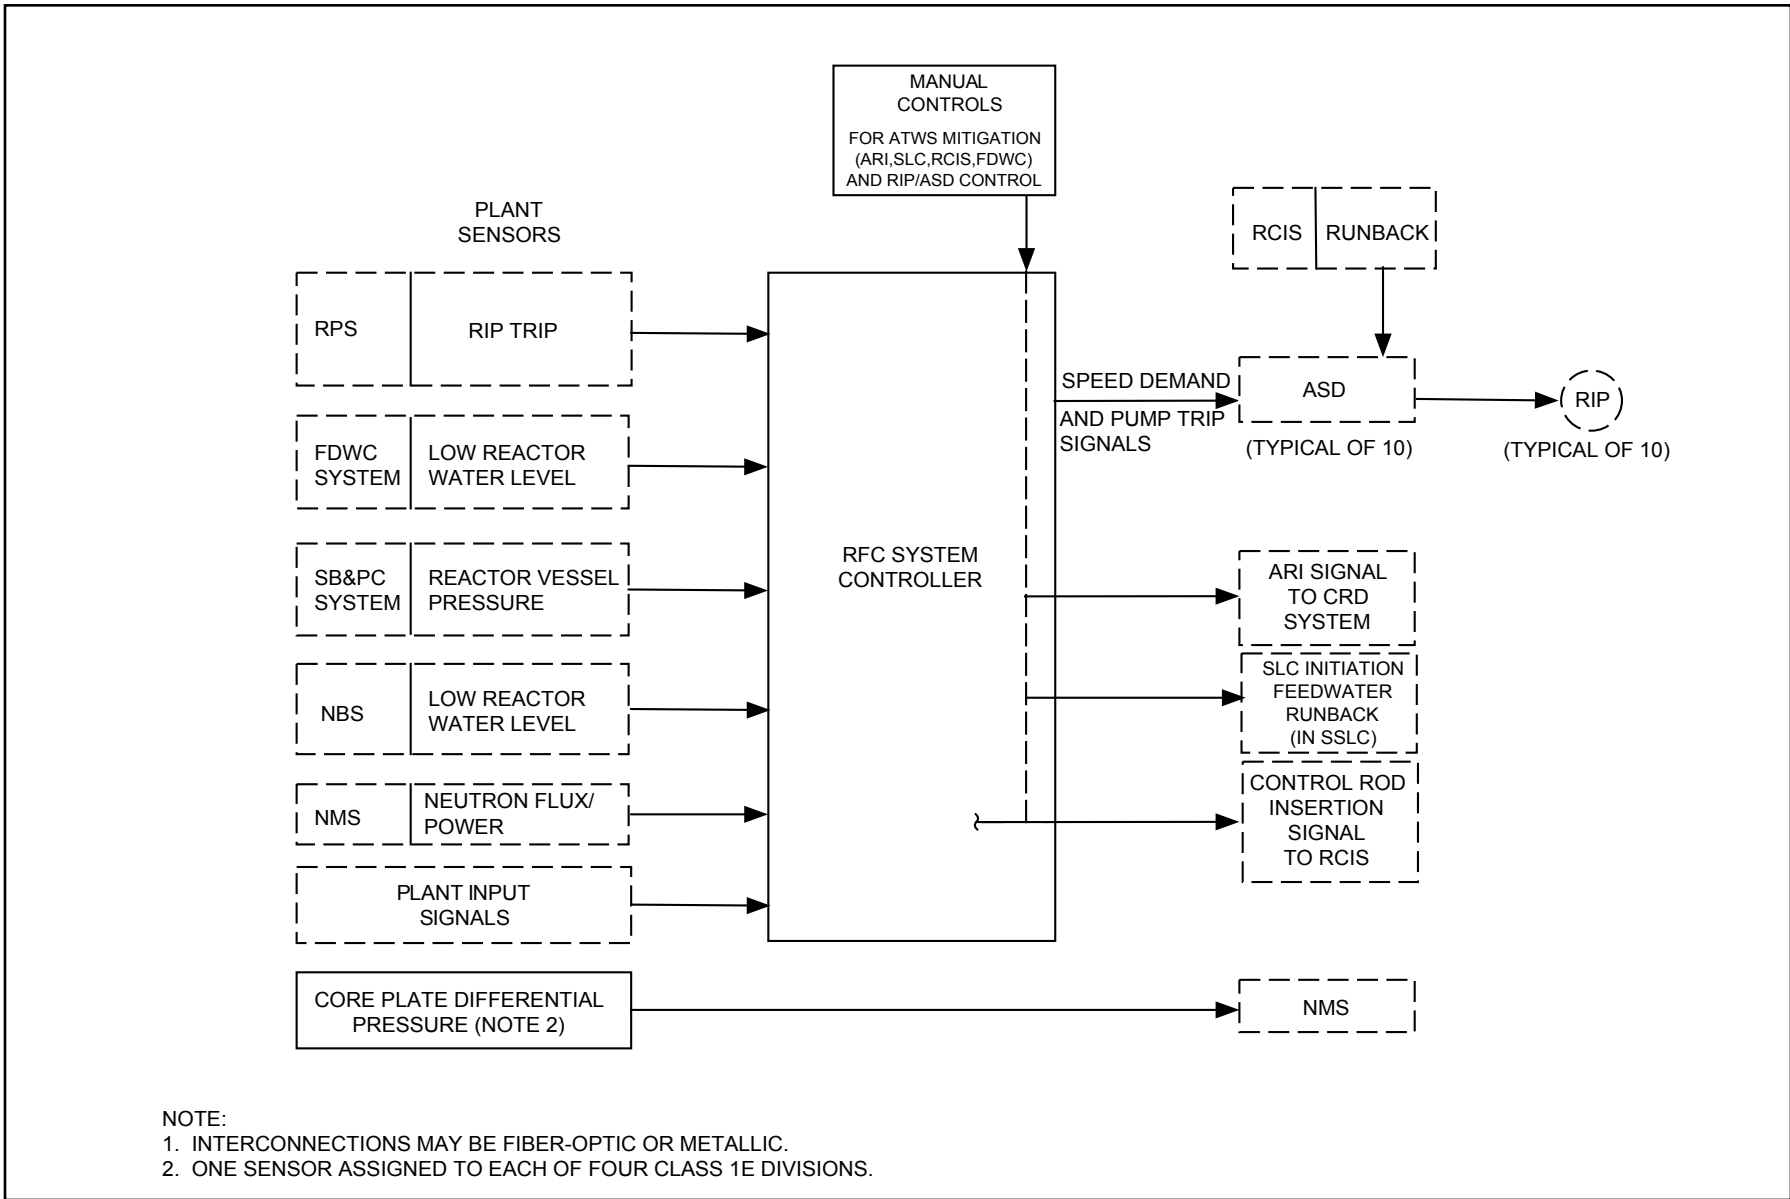 MANUAL
CONTROLS
FOR ATWS MITIGATION
(ARI,SLC,RCIS,FDWC)
AND RIP/ASD CONTROL
PLANT
SENSORS
RCIS
RUNBACK
RPS
RIP TRIP
SPEED DEMAND
AND PUMP TRIP
SIGNALS
ASD
(TYPICAL OF 10)
RIP
(TYPICAL OF 10)
FDWC
SYSTEM
LOW REACTOR
WATER LEVEL
SB&PC
SYSTEM
REACTOR VESSEL
PRESSURE
RFC SYSTEM
CONTROLLER
ARI SIGNAL
TO CRD
SYSTEM
NBS
LOW REACTOR
WATER LEVEL
SLC INITIATION
FEEDWATER
RUNBACK
(IN SSLC)
NMS
NEUTRON FLUX/
POWER
CONTROL ROD
INSERTION
SIGNAL
TO RCIS
PLANT INPUT
SIGNALS
CORE PLATE DIFFERENTIAL
PRESSURE (NOTE 2)
NMS
NOTE:
1. INTERCONNECTIONS MAY BE FIBER-OPTIC OR METALLIC.
2. ONE SENSOR ASSIGNED TO EACH OF FOUR CLASS 1E DIVISIONS.